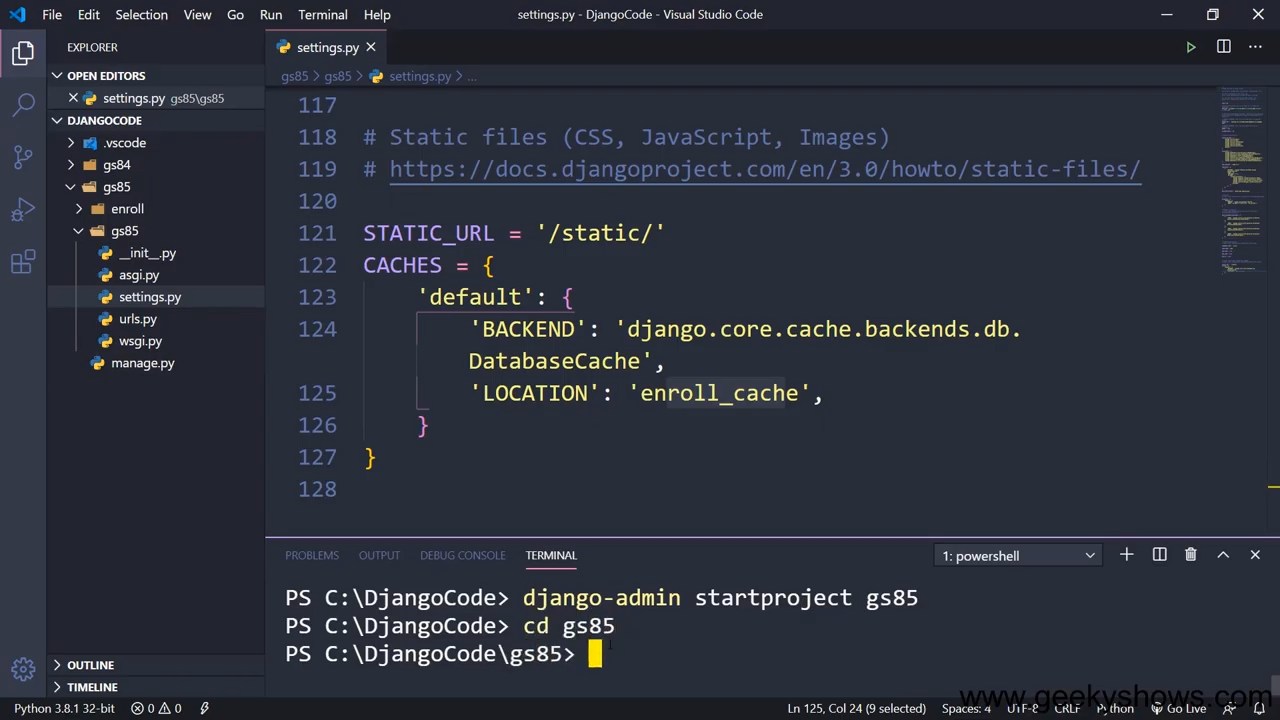 File Edit Selection View Go Run Terminal Help settings.py - DjangoCode - Visual Studio Code
EXPLORER
OPEN EDITORS
settings.py gs85\gs85
DJANGOCODE
.vscode
gs84
gs85
enroll
gs85
__init__.py
asgi.py
settings.py
urls.py
wsgi.py
manage.py
OUTLINE
TIMELINE
settings.py
gs85 > gs85 > settings.py > ...
117
118 # Static files (CSS, JavaScript, Images)
119 # https://docs.djangoproject.com/en/3.0/howto/static-files/
120
121 STATIC_URL = '/static/'
122 CACHES = {
123 'default': {
124 'BACKEND': 'django.core.cache.backends.db.
DatabaseCache',
125 'LOCATION': 'enroll_cache',
126 }
127 }
128
PROBLEMS OUTPUT DEBUG CONSOLE TERMINAL 1: powershell
PS C:\DjangoCode> django-admin startproject gs85
PS C:\DjangoCode> cd gs85
PS C:\DjangoCode\gs85>
www.geekyshows.com
Python 3.8.1 32-bit 0 0 Ln 125, Col 24 (9 selected) Spaces: 4 UTF-8 CRLF Python Go Live